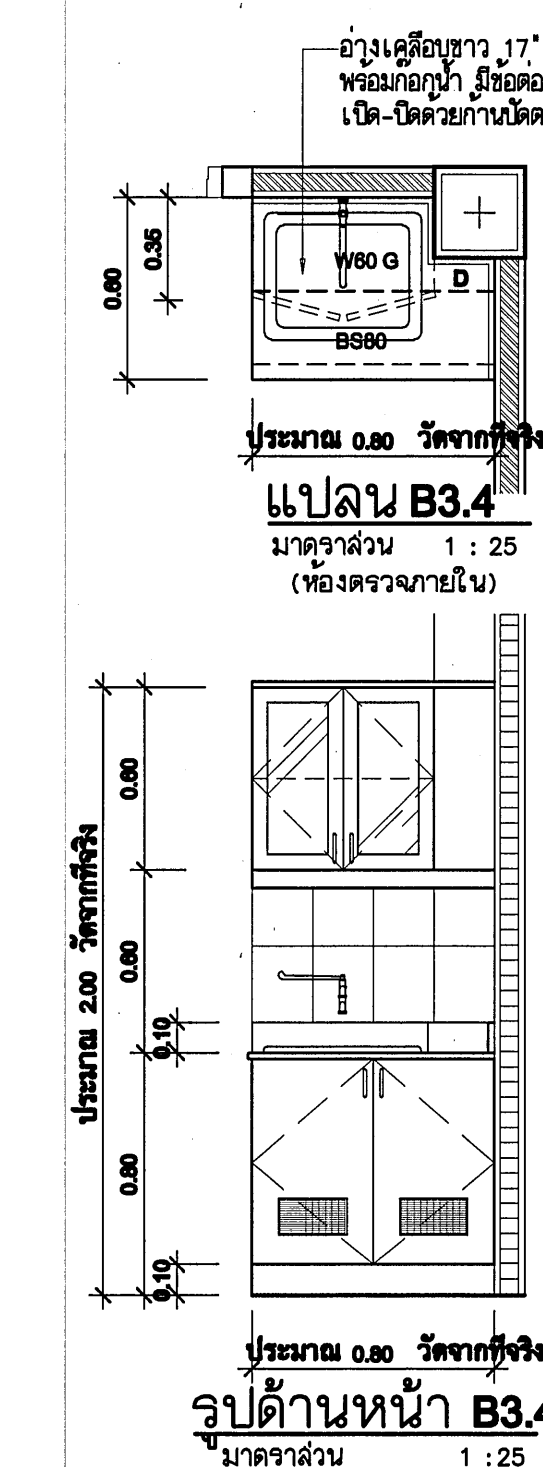 อ่างเคลือบขาว 17"
พร้อมก๊อกน้ำ มีข้อต่อ
เปิด-ปิดด้วยก้านปัดต
0.60
0.35
W60 G
D
BS80
ประมาณ 0.80 วัดจากที่จริง
แปลน B3.4
มาตราส่วน 1 : 25
(ห้องตรวจภายใน)
ประมาณ 2.00 วัดจากที่จริง
0.60
0.60
0.10
0.80
0.10
ประมาณ 0.80 วัดจากที่จริง
รูปด้านหน้า B3.4
มาตราส่วน 1 : 25